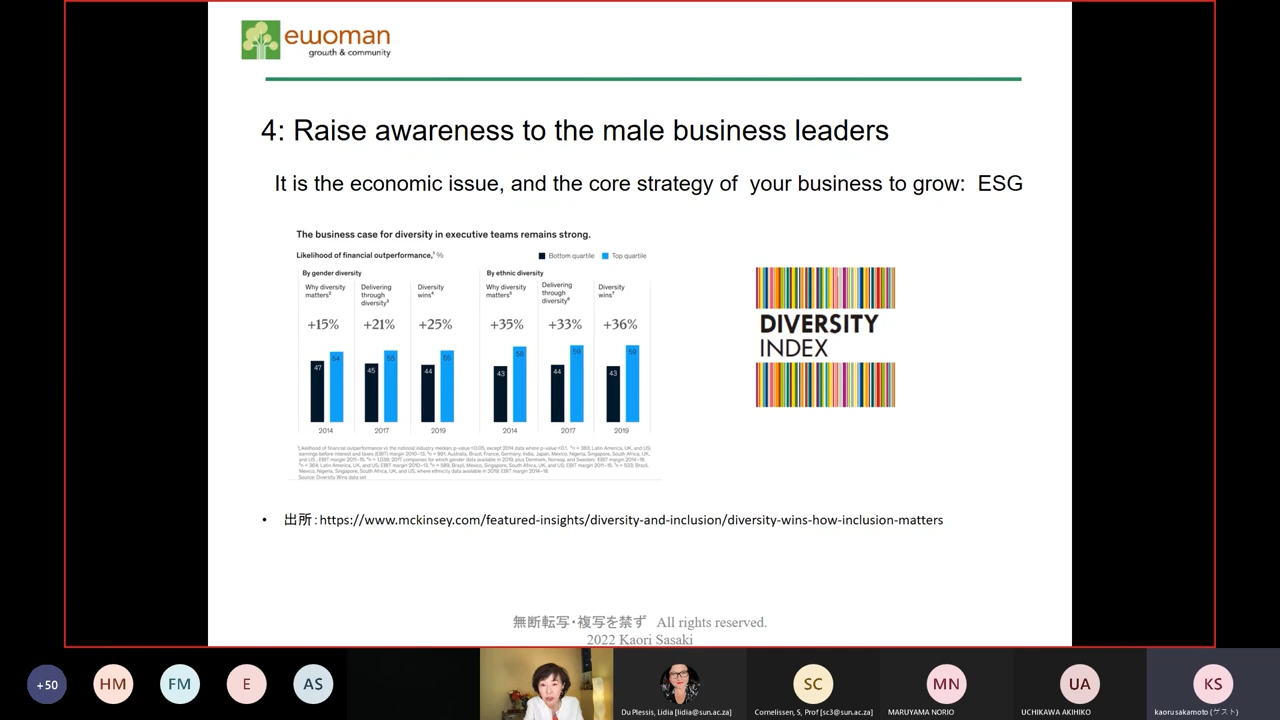 ewoman
growth & community
4: Raise awareness to the male business leaders
It is the economic issue, and the core strategy of your business to grow: ESG
The business case for diversity in executive teams remains strong.
Likelihood of financial outperformance,¹ %
Bottom quartile
Top quartile
By gender diversity
By ethnic diversity
Why diversity matters²
Delivering through diversity³
Diversity wins⁴
Why diversity matters⁵
Delivering through diversity⁶
Diversity wins⁷
+15%
+21%
+25%
+35%
+33%
+36%
47
54
45
55
44
55
43
58
44
59
43
59
2014
2017
2019
2014
2017
2019
Source: Diversity Wins data set
DIVERSITY
INDEX
• 出所：https://www.mckinsey.com/featured-insights/diversity-and-inclusion/diversity-wins-how-inclusion-matters
無断転写・複写を禁ず All rights reserved.
2022 Kaori Sasaki
+50
HM
FM
E
AS
SC
MN
UA
KS
Du Plessis, Lidia [lidia@sun.ac.za]
Cornelissen, S, Prof [sc3@sun.ac.za]
MARUYAMA NORIO
UCHIKAWA AKIHIKO
kaoru sakamoto (ゲスト)